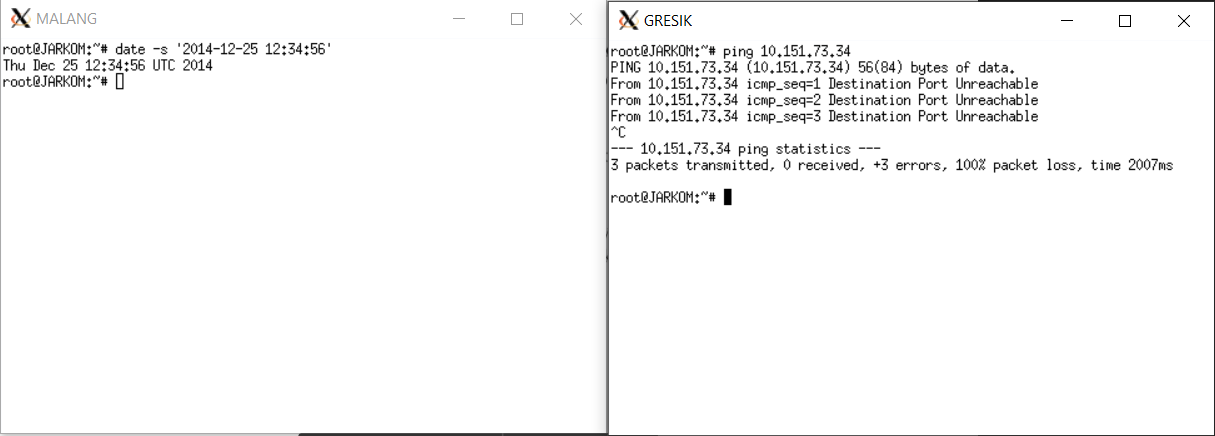 MALANG
root@JARKOM:~# date -s '2014-12-25 12:34:56'
Thu Dec 25 12:34:56 UTC 2014
root@JARKOM:~#
GRESIK
root@JARKOM:~# ping 10.151.73.34
PING 10.151.73.34 (10.151.73.34) 56(84) bytes of data.
From 10.151.73.34 icmp_seq=1 Destination Port Unreachable
From 10.151.73.34 icmp_seq=2 Destination Port Unreachable
From 10.151.73.34 icmp_seq=3 Destination Port Unreachable
^C
--- 10.151.73.34 ping statistics ---
3 packets transmitted, 0 received, +3 errors, 100% packet loss, time 2007ms
root@JARKOM:~#